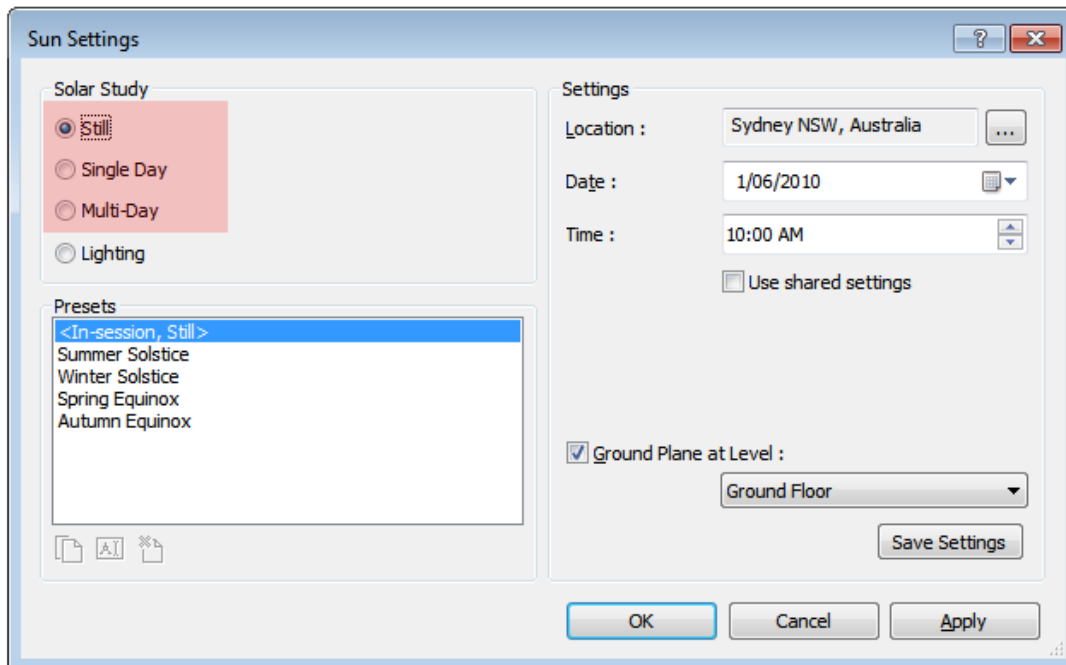 Sun Settings
Solar Study
Still
Single Day
Multi-Day
Lighting
Presets
<In-session, Still>
Summer Solstice
Winter Solstice
Spring Equinox
Autumn Equinox
Settings
Location : Sydney NSW, Australia ...
Date : 1/06/2010
Time : 10:00 AM
Use shared settings
Ground Plane at Level :
Ground Floor
Save Settings
OK Cancel Apply